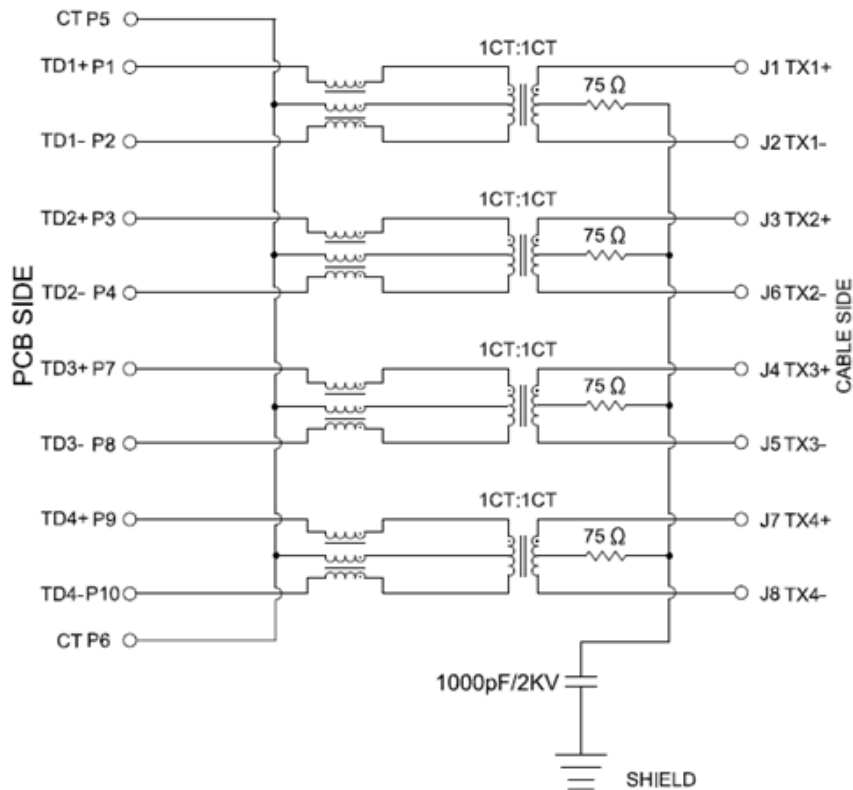 CT P5
1CT:1CT
TD1+ P1
J1 TX1+
75 Ω
TD1- P2
J2 TX1-
1CT:1CT
TD2+ P3
J3 TX2+
75 Ω
TD2- P4
J6 TX2-
PCB SIDE
CABLE SIDE
1CT:1CT
TD3+ P7
J4 TX3+
75 Ω
TD3- P8
J5 TX3-
1CT:1CT
TD4+ P9
J7 TX4+
75 Ω
TD4- P10
J8 TX4-
CT P6
1000pF/2KV
SHIELD